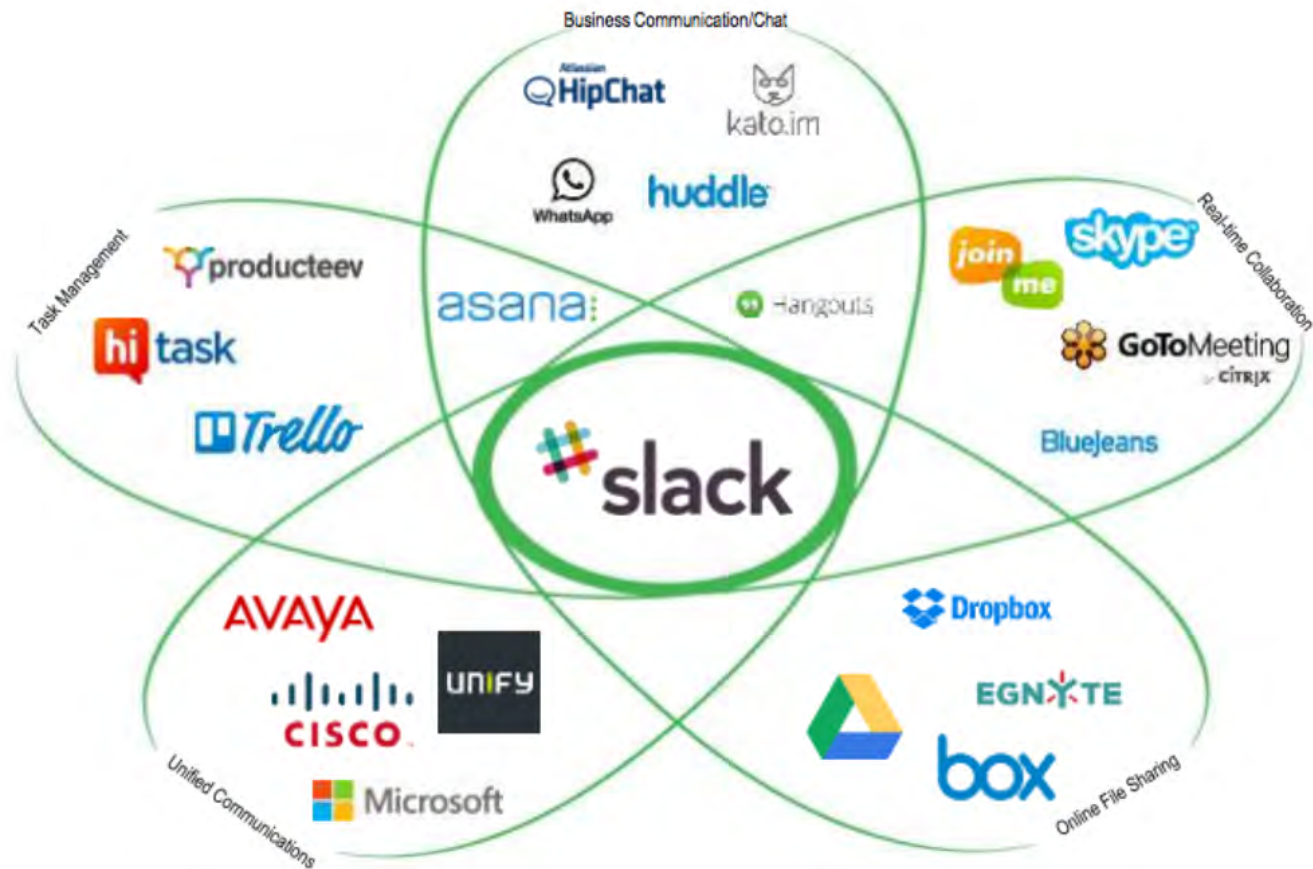 Business Communication/Chat
Atlassian
HipChat
kato.im
WhatsApp
huddle
Real-time Collaboration
join
me
skype
GoToMeeting
by CITRIX
BlueJeans
Task Management
producteev
hi task
Trello
asana:
Hangouts
slack
AVAYA
CISCO
UNIFY
Microsoft
Unified Communications
Dropbox
EGNYTE
box
Online File Sharing